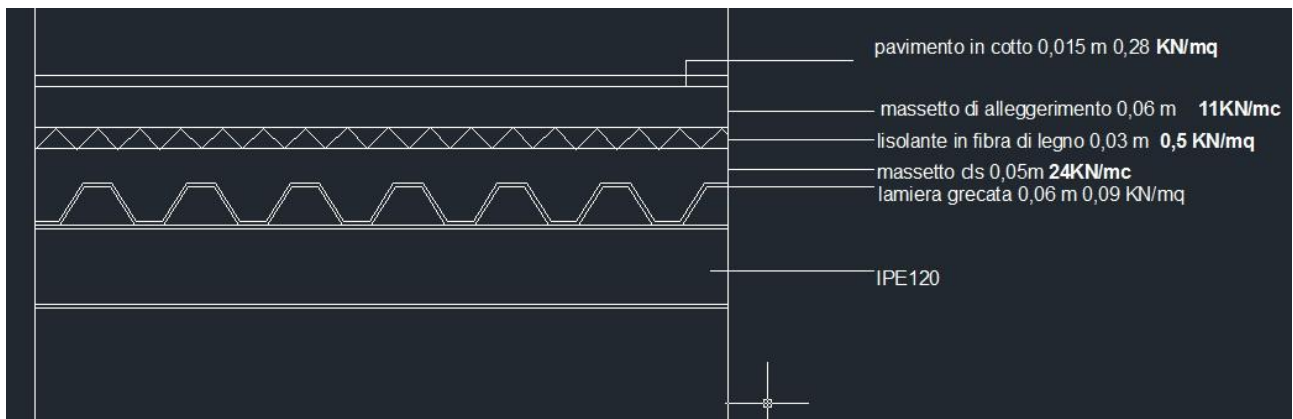 pavimento in cotto 0,015 m 0,28 KN/mq
massetto di alleggerimento 0,06 m 11KN/mc
lisolante in fibra di legno 0,03 m 0,5 KN/mq
massetto cls 0,05m 24KN/mc
lamiera grecata 0,06 m 0,09 KN/mq
IPE120